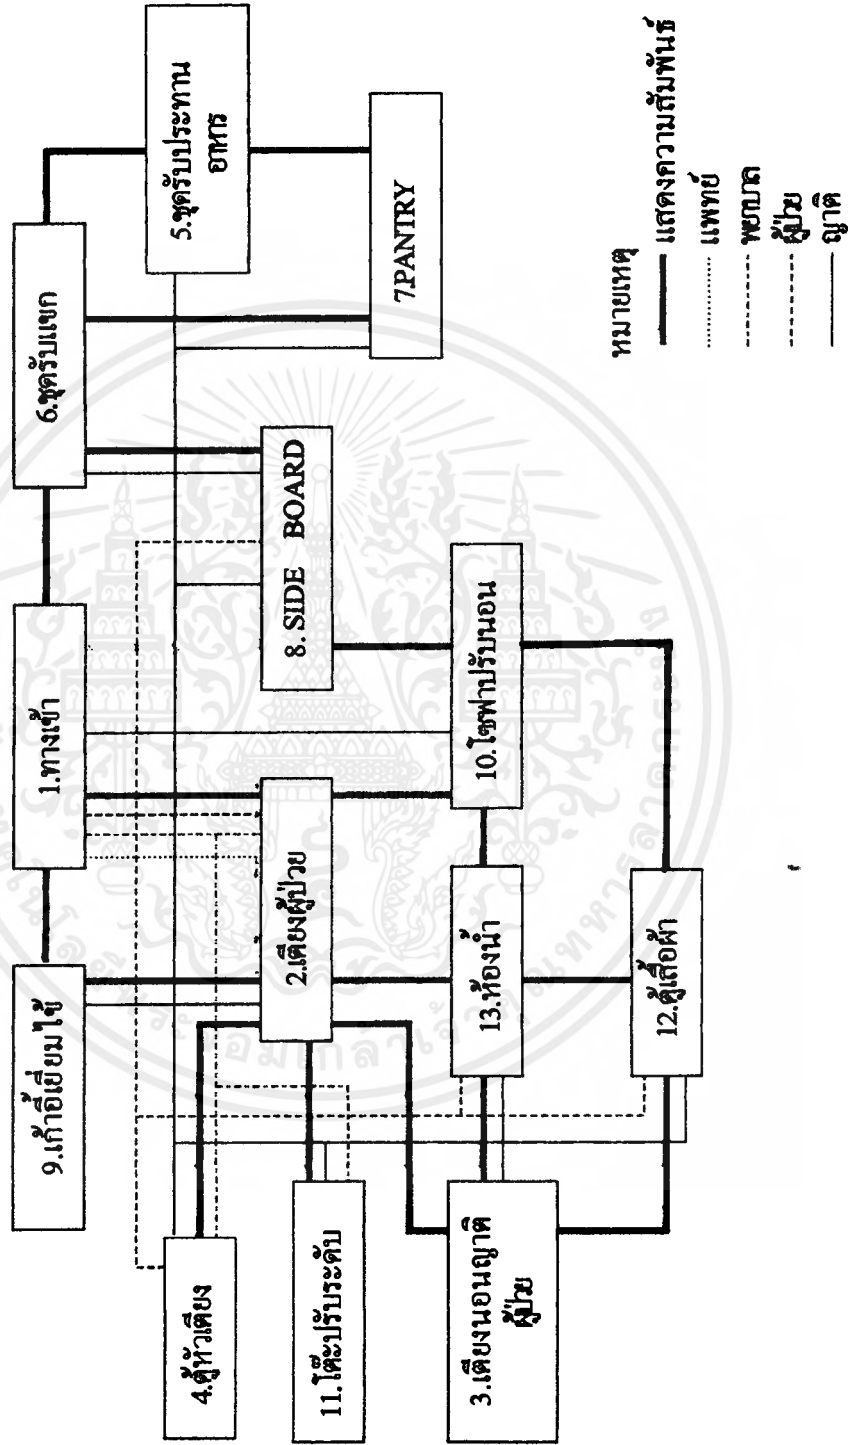 9.เก้าอี้เยี่ยมไข้
1.ทางเข้า
6.ชุดรับแขก
5.ชุดรับประทาน
อาหาร
4.ตู้หัวเตียง
2.เตียงผู้ป่วย
8. SIDE BOARD
11.โต๊ะปรับระดับ
7.PANTRY
3.เตียงนอนญาติ
ผู้ป่วย
13.ห้องน้ำ
10.โซฟาปรับนอน
12.ตู้เสื้อผ้า
หมายเหตุ
แสดงความสัมพันธ์
แพทย์
พยาบาล
ผู้ป่วย
ญาติ